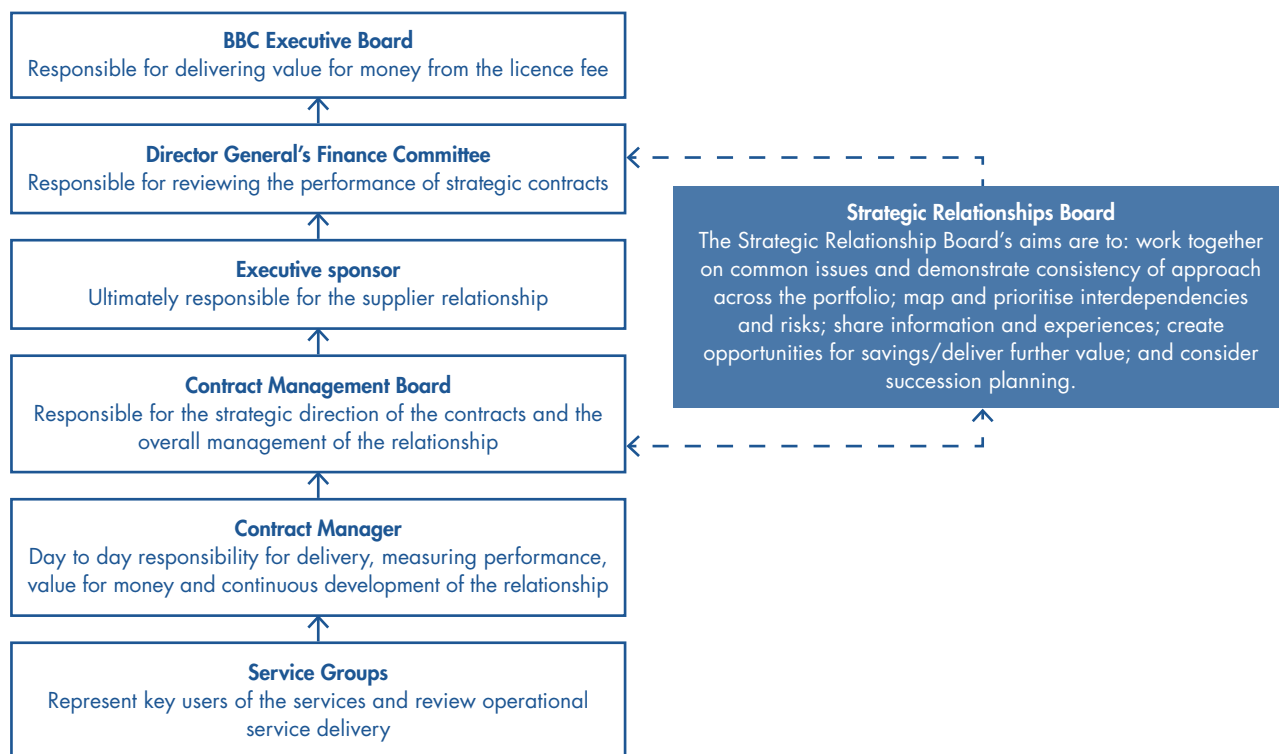 BBC Executive Board
Responsible for delivering value for money from the licence fee
Director General's Finance Committee
Responsible for reviewing the performance of strategic contracts
Executive sponsor
Ultimately responsible for the supplier relationship
Contract Management Board
Responsible for the strategic direction of the contracts and the
overall management of the relationship
Contract Manager
Day to day responsibility for delivery, measuring performance,
value for money and continuous development of the relationship
Service Groups
Represent key users of the services and review operational
service delivery
Strategic Relationships Board
The Strategic Relationship Board's aims are to: work together
on common issues and demonstrate consistency of approach
across the portfolio; map and prioritise interdependencies
and risks; share information and experiences; create
opportunities for savings/deliver further value; and consider
succession planning.